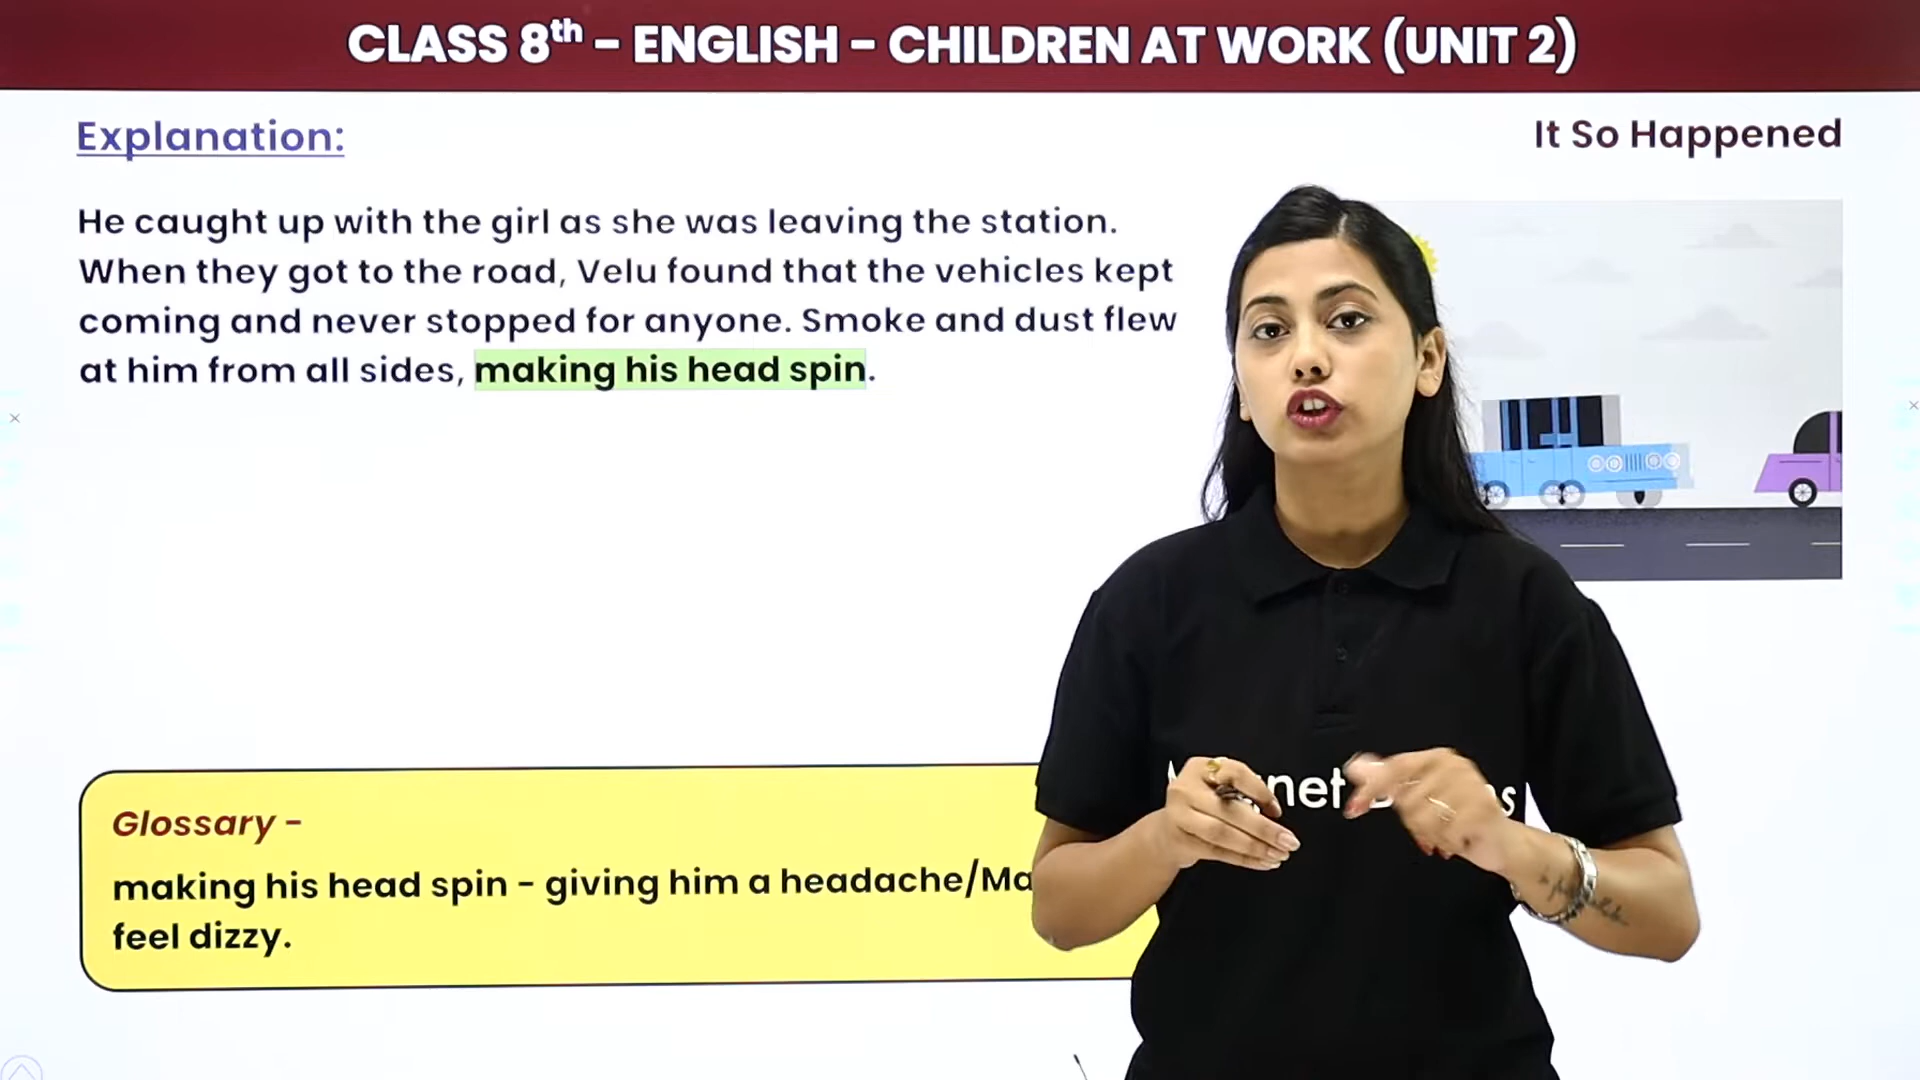 CLASS 8th – ENGLISH – CHILDREN AT WORK (UNIT 2)
Explanation:
It So Happened
He caught up with the girl as she was leaving the station.
When they got to the road, Velu found that the vehicles kept
coming and never stopped for anyone. Smoke and dust flew
at him from all sides, making his head spin.
Glossary –
making his head spin – giving him a headache/Ma
feel dizzy.